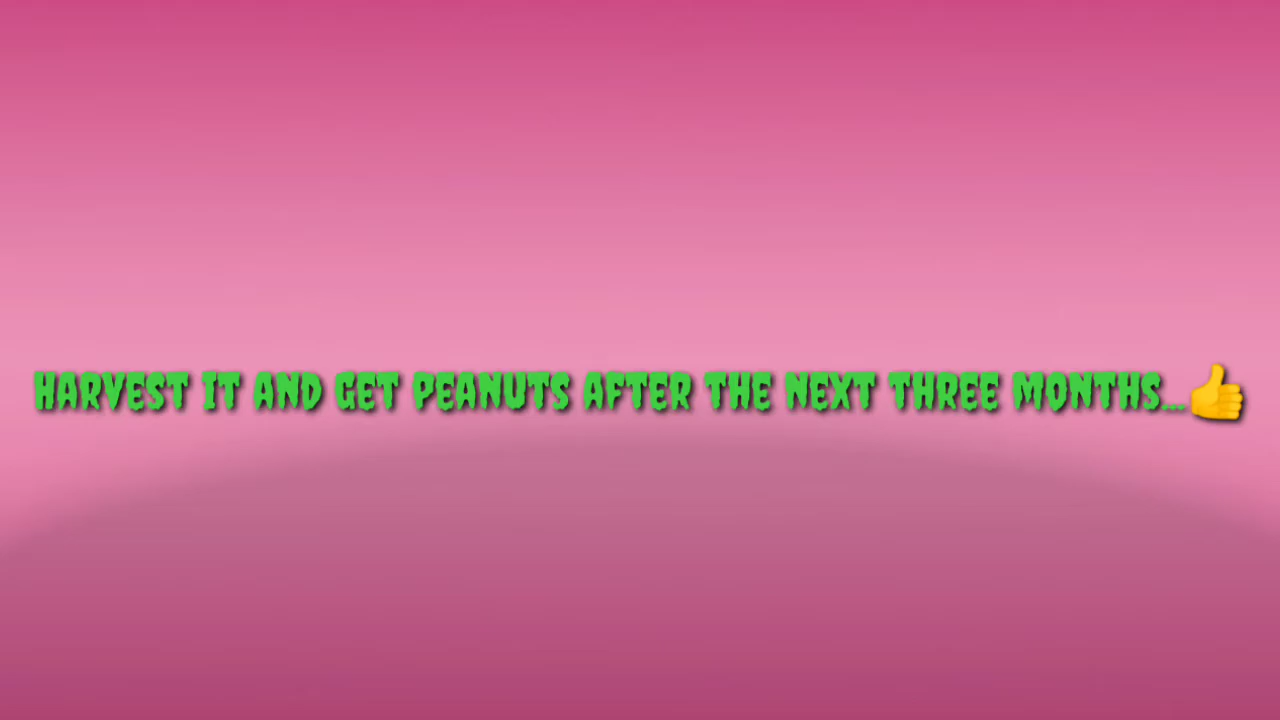 HARVEST IT AND GET PEANUTS AFTER THE NEXT THREE MONTHS...👍